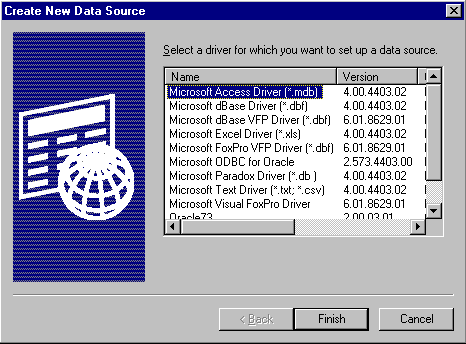 Create New Data Source
Select a driver for which you want to set up a data source.
Name Version
Microsoft Access Driver (*.mdb) 4.00.4403.02
Microsoft dBase Driver (*.dbf) 4.00.4403.02
Microsoft dBase VFP Driver (*.dbf) 6.01.8629.01
Microsoft Excel Driver (*.xls) 4.00.4403.02
Microsoft FoxPro VFP Driver (*.dbf) 6.01.8629.01
Microsoft ODBC for Oracle 2.573.4403.00
Microsoft Paradox Driver (*.db ) 4.00.4403.02
Microsoft Text Driver (*.txt; *.csv) 4.00.4403.02
Microsoft Visual FoxPro Driver 6.01.8629.01
Oracle73 2.00.03.01
< Back Finish Cancel